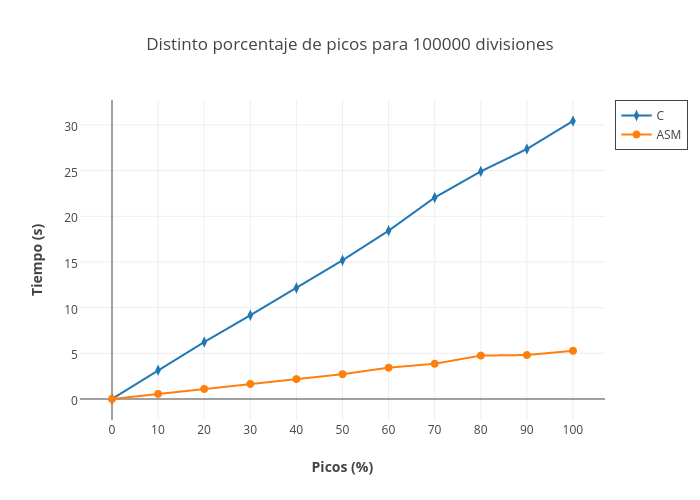 Distinto porcentaje de picos para 100000 divisiones
C
ASM
30
25
20
15
10
5
0
Tiempo (s)
0 10 20 30 40 50 60 70 80 90 100
Picos (%)